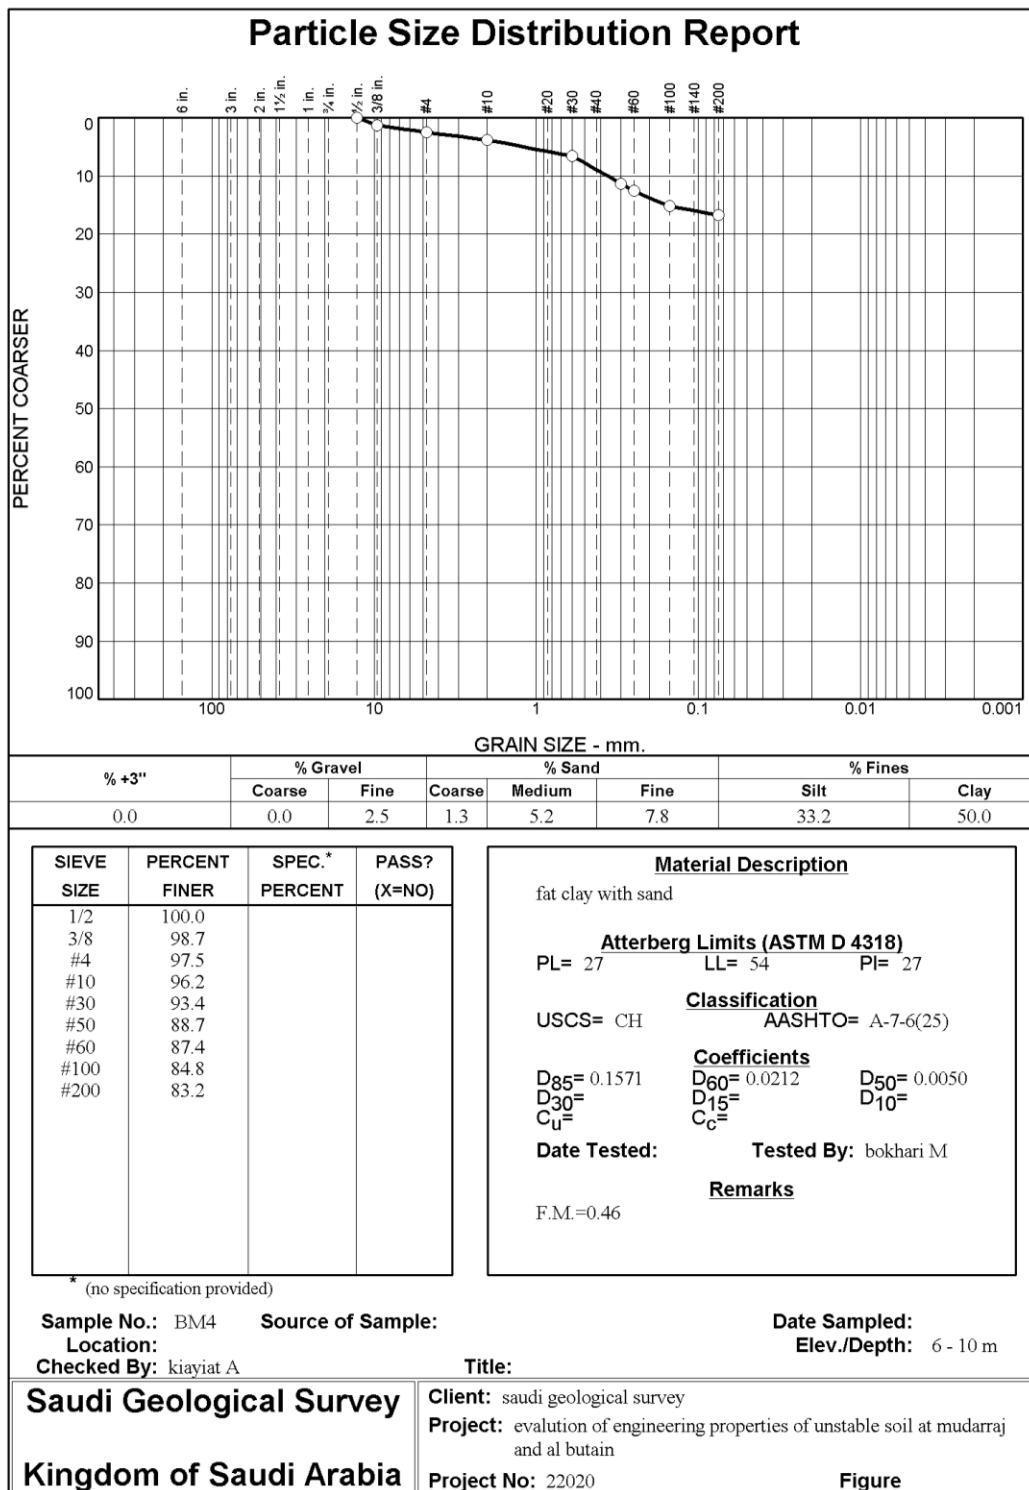 Particle Size Distribution Report
6 in.
3 in.
2 in.
1½ in.
1 in.
¾ in.
½ in.
3/8 in.
#4
#10
#20
#30
#40
#60
#100
#140
#200
0
10
20
30
40
50
60
70
80
90
100
PERCENT COARSER
100 10 1 0.1 0.01 0.001
GRAIN SIZE - mm.
% +3" % Gravel % Sand % Fines
Coarse Fine Coarse Medium Fine Silt Clay
0.0 0.0 2.5 1.3 5.2 7.8 33.2 50.0
SIEVE PERCENT SPEC.* PASS?
SIZE FINER PERCENT (X=NO)
1/2 100.0
3/8 98.7
#4 97.5
#10 96.2
#30 93.4
#50 88.7
#60 87.4
#100 84.8
#200 83.2
* (no specification provided)
Material Description
fat clay with sand
Atterberg Limits (ASTM D 4318)
PL= 27 LL= 54 PI= 27
Classification
USCS= CH AASHTO= A-7-6(25)
Coefficients
D85= 0.1571 D60= 0.0212 D50= 0.0050
D30= D15= D10=
Cu= Cc=
Date Tested: Tested By: bokhari M
Remarks
F.M.=0.46
Sample No.: BM4 Source of Sample: Date Sampled:
Location: Elev./Depth: 6 - 10 m
Checked By: kiayiat A Title:
Saudi Geological Survey
Kingdom of Saudi Arabia
Client: saudi geological survey
Project: evalution of engineering properties of unstable soil at mudarraj
and al butain
Project No: 22020 Figure